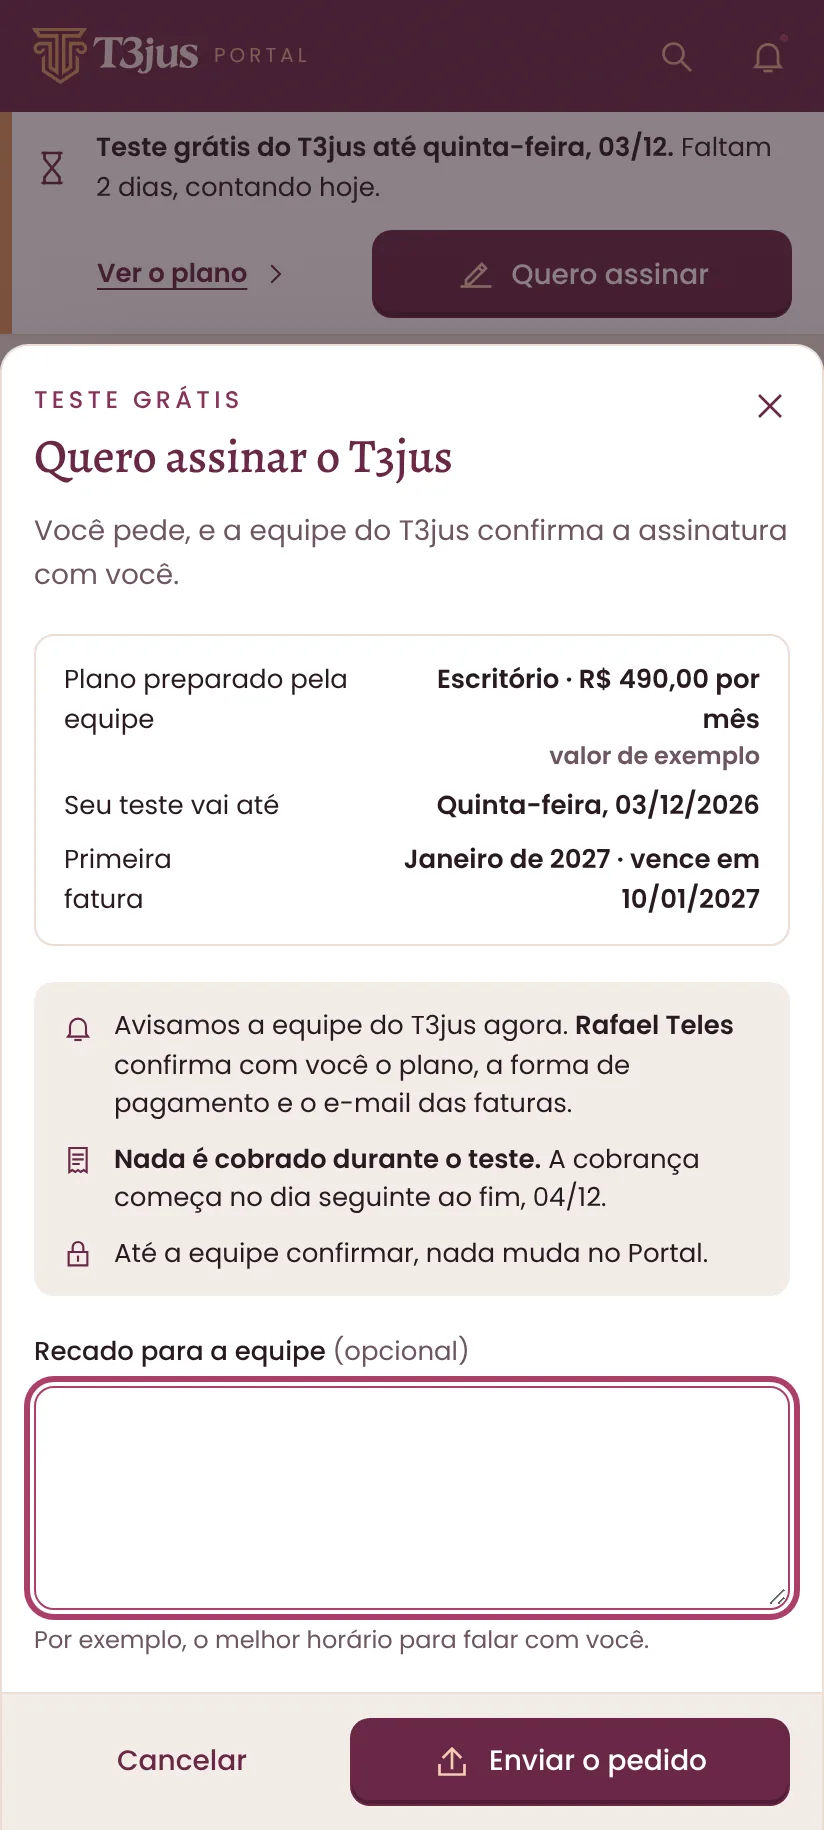 T3jus PORTAL
Teste grátis do T3jus até quinta-feira, 03/12. Faltam
2 dias, contando hoje.
Ver o plano
Quero assinar
TESTE GRÁTIS
Quero assinar o T3jus
Você pede, e a equipe do T3jus confirma a assinatura
com você.
Plano preparado pela
equipe
Escritório · R$ 490,00 por
mês
valor de exemplo
Seu teste vai até
Quinta-feira, 03/12/2026
Primeira
fatura
Janeiro de 2027 · vence em
10/01/2027
Avisamos a equipe do T3jus agora. Rafael Teles
confirma com você o plano, a forma de
pagamento e o e-mail das faturas.
Nada é cobrado durante o teste. A cobrança
começa no dia seguinte ao fim, 04/12.
Até a equipe confirmar, nada muda no Portal.
Recado para a equipe (opcional)
Por exemplo, o melhor horário para falar com você.
Cancelar
Enviar o pedido